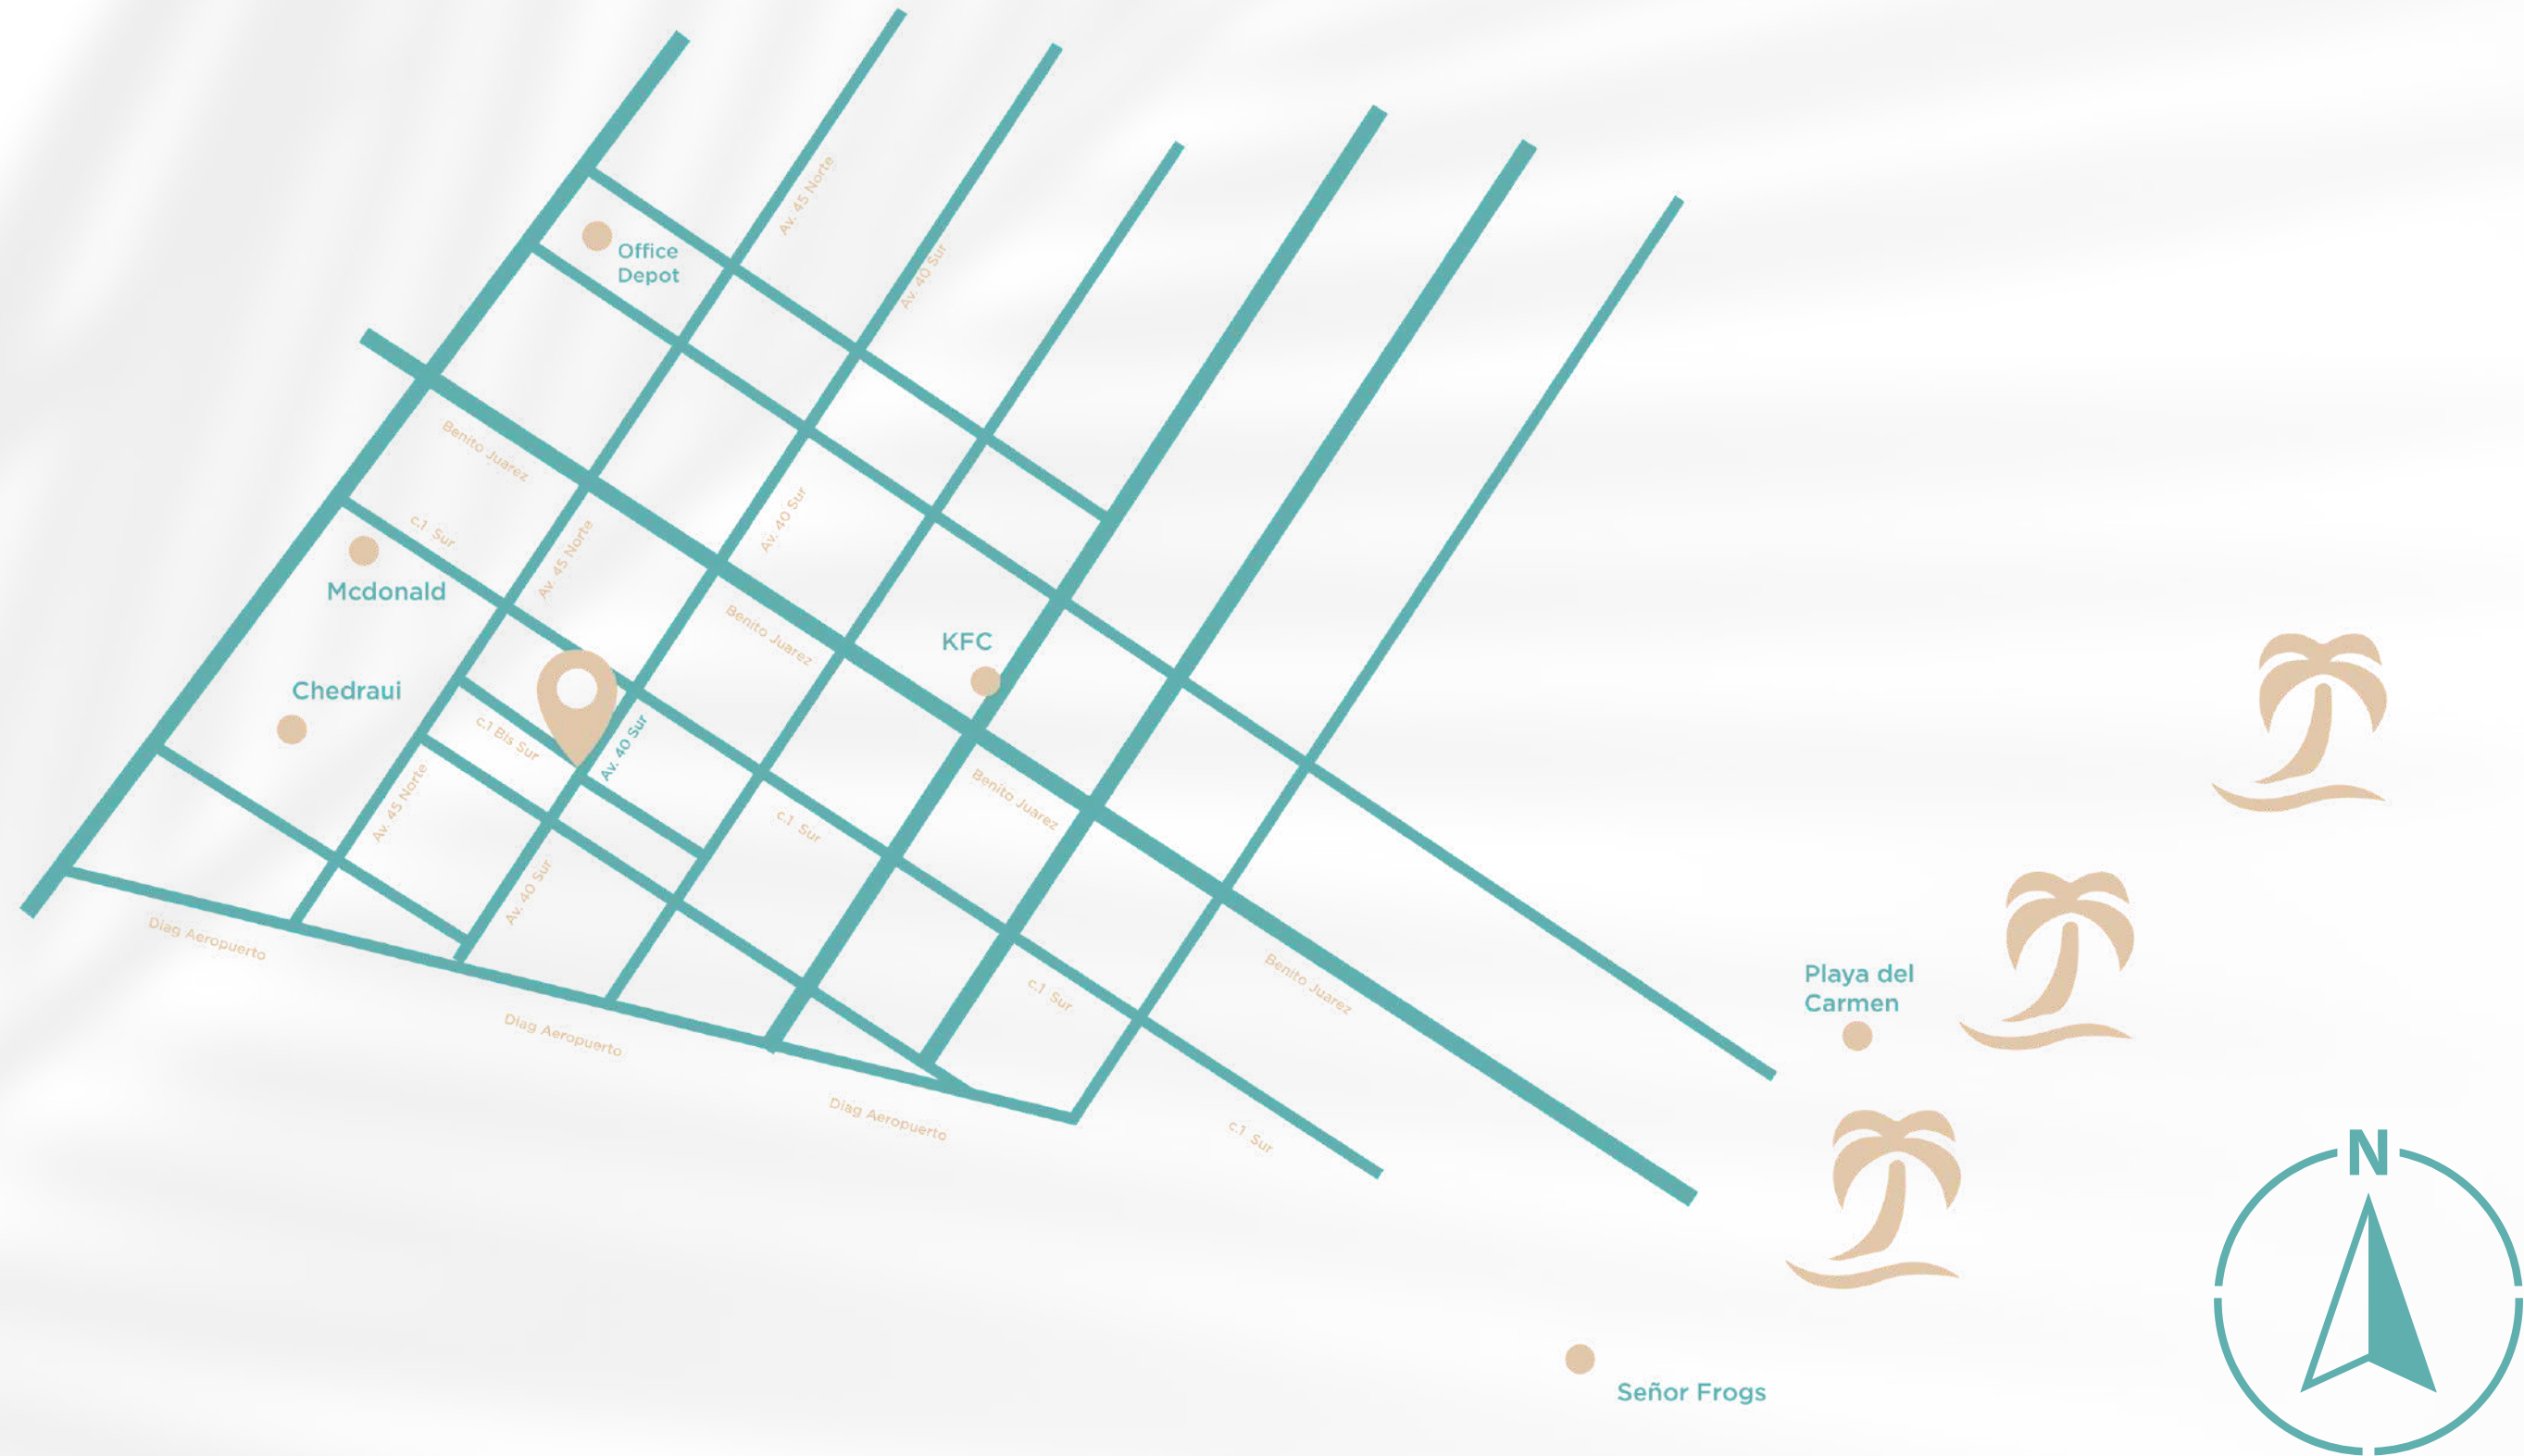 Av. 45 Norte
Office
Depot
Av. 40 Sur
Benito Juarez
c.1 Sur
Av. 45 Norte
Av. 40 Sur
Mcdonald
Benito Juarez
KFC
Chedraui
c.1 Bis Sur
Av. 40 Sur
Av. 45 Norte
c.1 Sur
Benito Juarez
Av. 40 Sur
Diag Aeropuerto
Benito Juarez
c.1 Sur
Playa del
Carmen
Diag Aeropuerto
Diag Aeropuerto
c.1 Sur
N
Señor Frogs